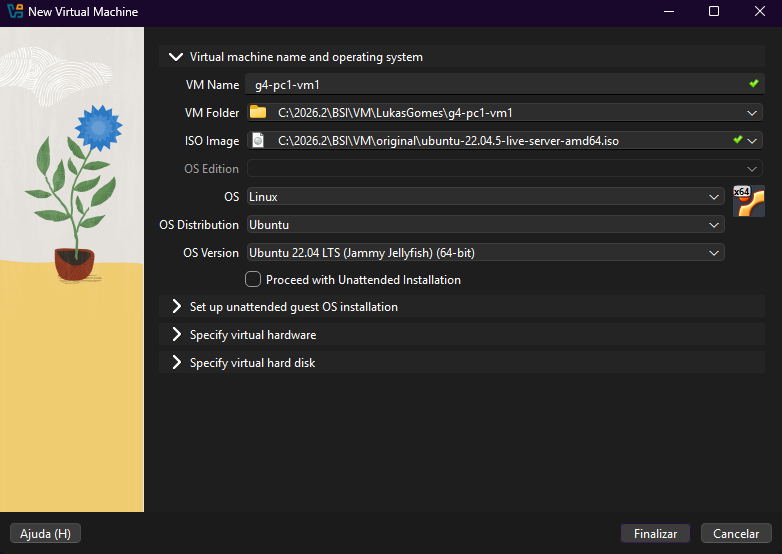 New Virtual Machine
Virtual machine name and operating system
VM Name g4-pc1-vm1
VM Folder C:\2026.2\BSI\VM\LukasGomes\g4-pc1-vm1
ISO Image C:\2026.2\BSI\VM\original\ubuntu-22.04.5-live-server-amd64.iso
OS Edition
OS Linux
x64
OS Distribution Ubuntu
OS Version Ubuntu 22.04 LTS (Jammy Jellyfish) (64-bit)
Proceed with Unattended Installation
Set up unattended guest OS installation
Specify virtual hardware
Specify virtual hard disk
Ajuda (H) Finalizar Cancelar